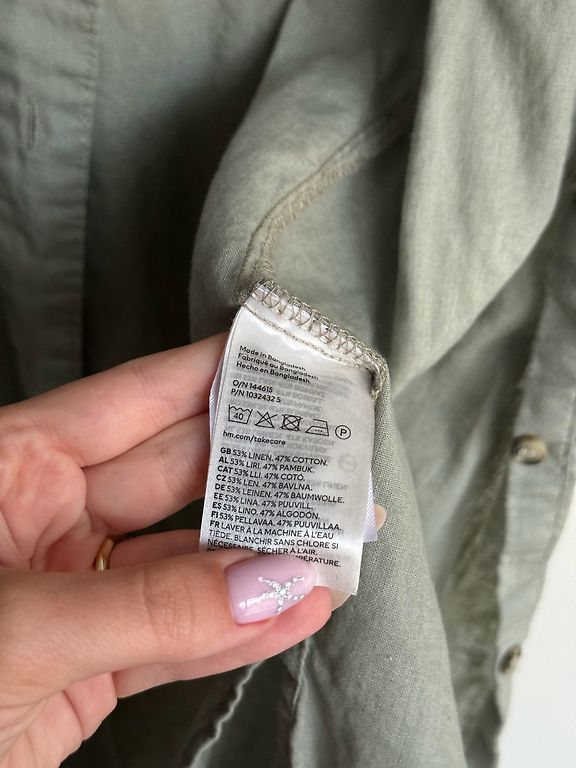 Made in Bangladesh
Fabriqué au Bangladesh
Hecho en Bangladesh
O/N 144615
P/N 1032432 S
40
P
hm.com/takecare
GB 53% LINEN. 47% COTTON.
AL 53% LIRI. 47% PAMBUK.
CAT 53% LLI. 47% COTÓ.
CZ 53% LEN. 47% BAVLNA.
DE 53% LEINEN. 47% BAUMWOLLE.
EE 53% LINA. 47% PUUVILL.
ES 53% LINO. 47% ALGODÓN.
FI 53% PELLAVAA. 47% PUUVILLAA.
FR LAVER À LA MACHINE À L'EAU
TIÈDE. BLANCHIR SANS CHLORE SI
NÉCESSAIRE. SÉCHER À L'AIR.